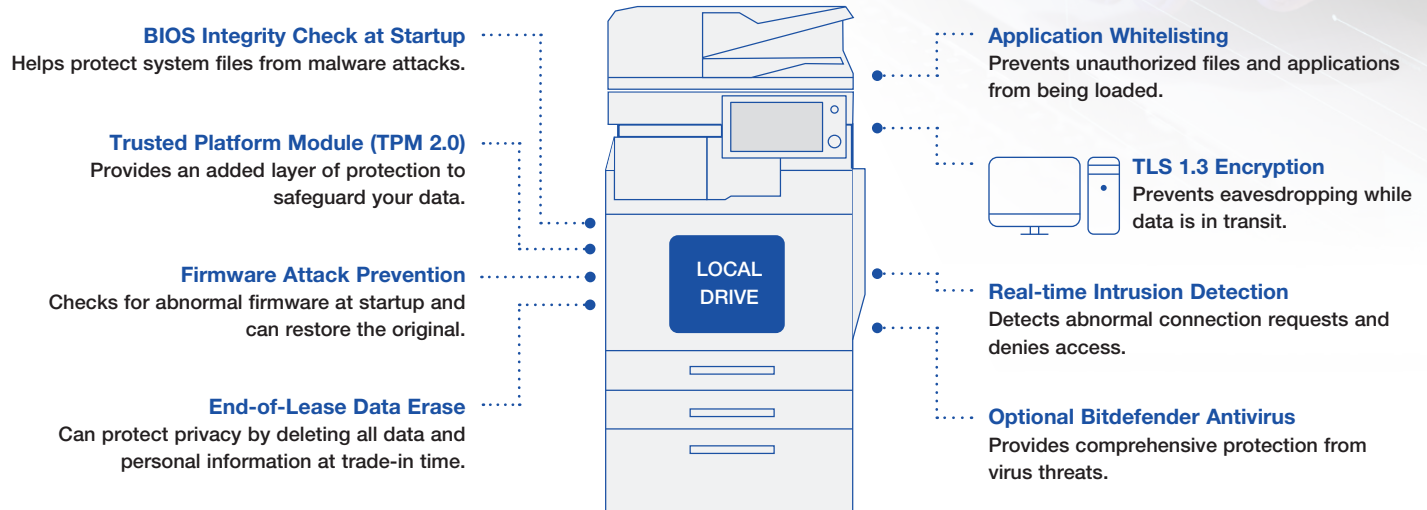 BIOS Integrity Check at Startup
Helps protect system files from malware attacks.
Trusted Platform Module (TPM 2.0)
Provides an added layer of protection to
safeguard your data.
Firmware Attack Prevention
Checks for abnormal firmware at startup and
can restore the original.
End-of-Lease Data Erase
Can protect privacy by deleting all data and
personal information at trade-in time.
LOCAL
DRIVE
Application Whitelisting
Prevents unauthorized files and applications
from being loaded.
TLS 1.3 Encryption
Prevents eavesdropping while
data is in transit.
Real-time Intrusion Detection
Detects abnormal connection requests and
denies access.
Optional Bitdefender Antivirus
Provides comprehensive protection from
virus threats.